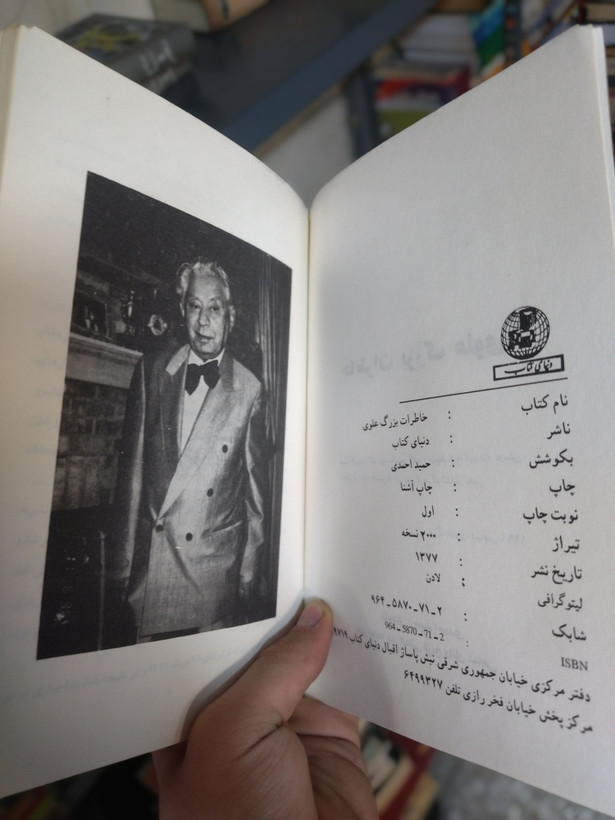 دنیای کتاب
نام کتاب : خاطرات بزرگ علوی
ناشر : دنیای کتاب
بکوشش : حمید احمدی
چاپ : چاپ آشنا
نوبت چاپ : اول
تیراژ : ۲۰۰۰ نسخه
تاریخ نشر : ۱۳۷۷
لیتوگرافی : لادن
شابک : ۲-۷۱-۵۸۷۰-۹۶۴
ISBN : 964-5870-71-2
دفتر مرکزی خیابان جمهوری شرقی نبش پاساژ اقبال دنیای کتاب
مرکز پخش خیابان فخر رازی تلفن ۶۴۹۹۳۲۷